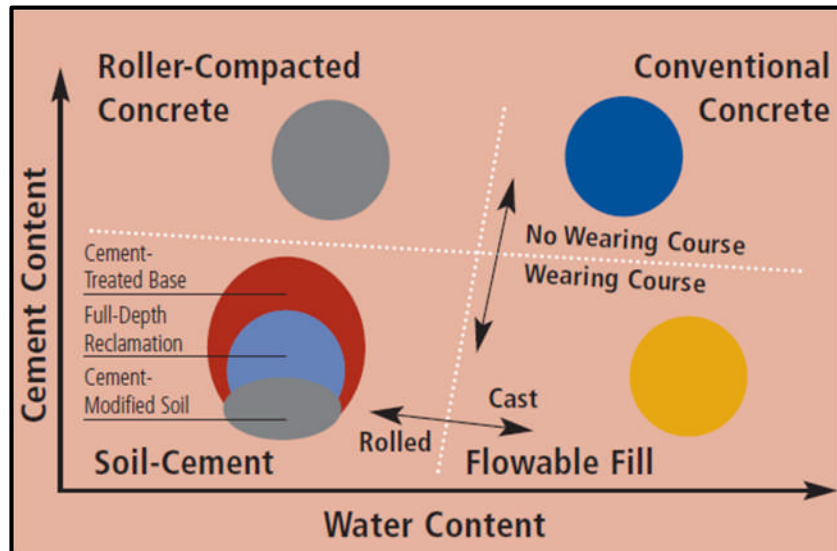 Roller-Compacted
Concrete
Conventional
Concrete
No Wearing Course
Wearing Course
Cement-
Treated Base
Full-Depth
Reclamation
Cement-
Modified Soil
Cast
Rolled
Soil-Cement
Flowable Fill
Cement Content
Water Content